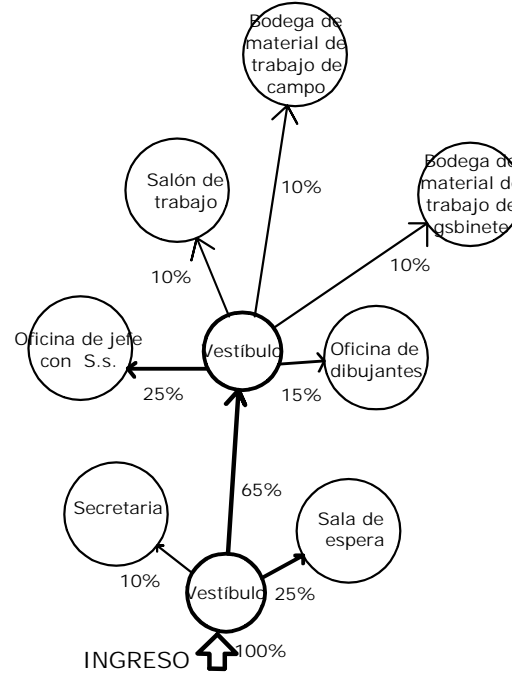 Bodega de
material de
trabajo de
campo
Salón de
trabajo
10%
Bodega de
material de
trabajo de
gsbinete
10%
10%
Oficina de jefe
con S.s.
Vestíbulo
Oficina de
dibujantes
25%
15%
65%
Secretaria
Sala de
espera
10%
Vestíbulo
25%
100%
INGRESO